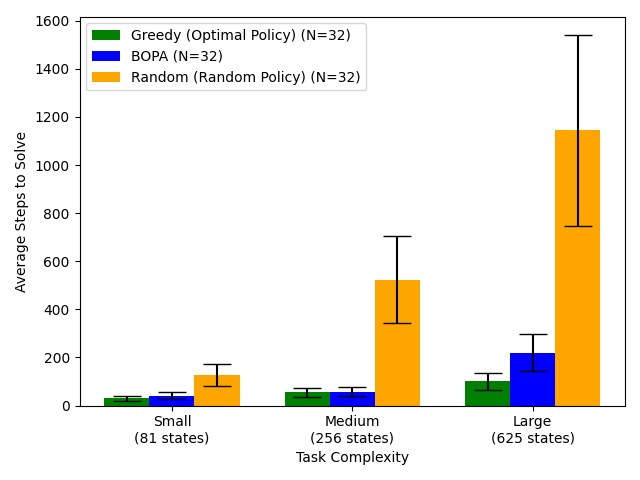 Greedy (Optimal Policy) (N=32)
BOPA (N=32)
Random (Random Policy) (N=32)
Average Steps to Solve
1600
1400
1200
1000
800
600
400
200
0
Small
(81 states)
Medium
(256 states)
Large
(625 states)
Task Complexity